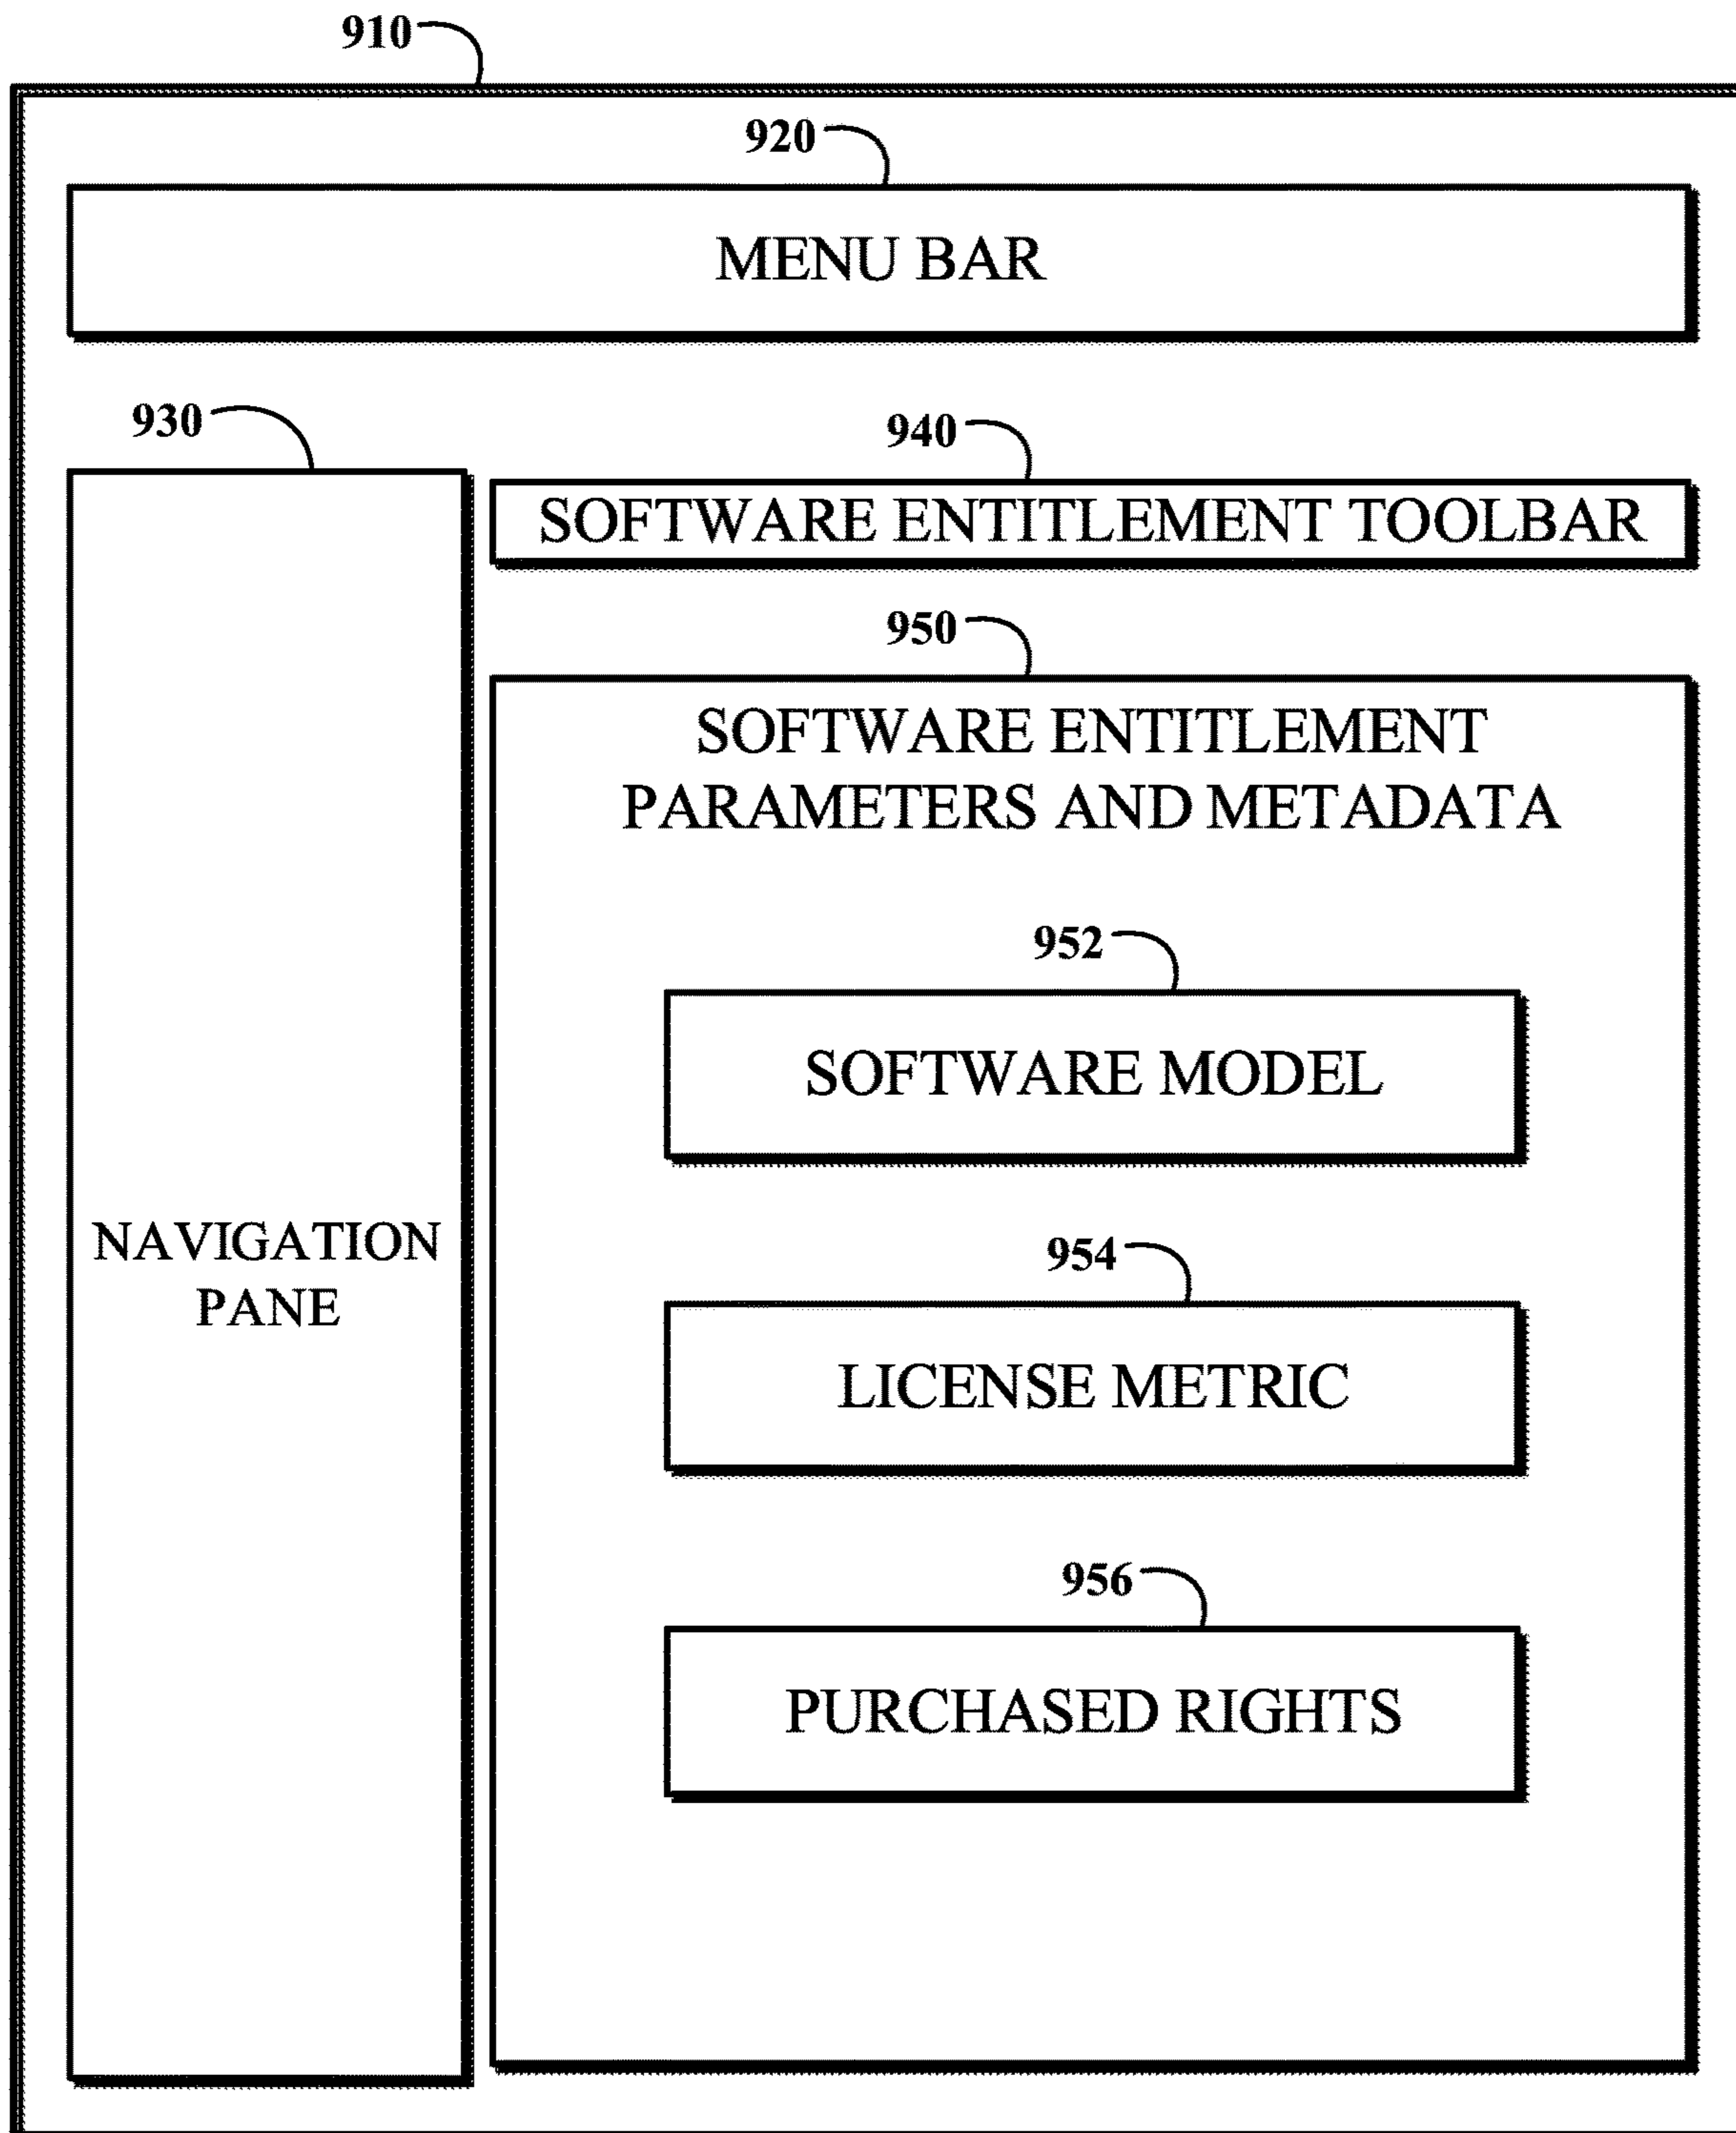 910
920
MENU BAR
930
NAVIGATION
PANE
940
SOFTWARE ENTITLEMENT TOOLBAR
950
SOFTWARE ENTITLEMENT
PARAMETERS AND METADATA
952
SOFTWARE MODEL
954
LICENSE METRIC
956
PURCHASED RIGHTS